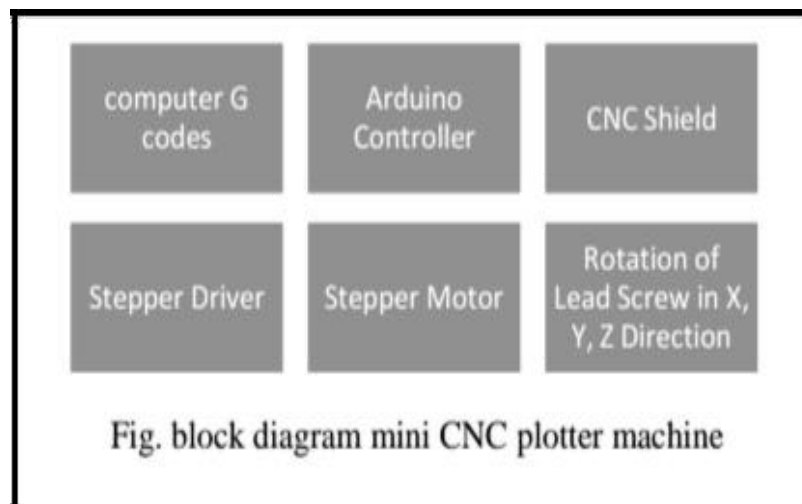 computer G
codes
Arduino
Controller
CNC Shield
Stepper Driver
Stepper Motor
Rotation of
Lead Screw in X,
Y, Z Direction
Fig. block diagram mini CNC plotter machine